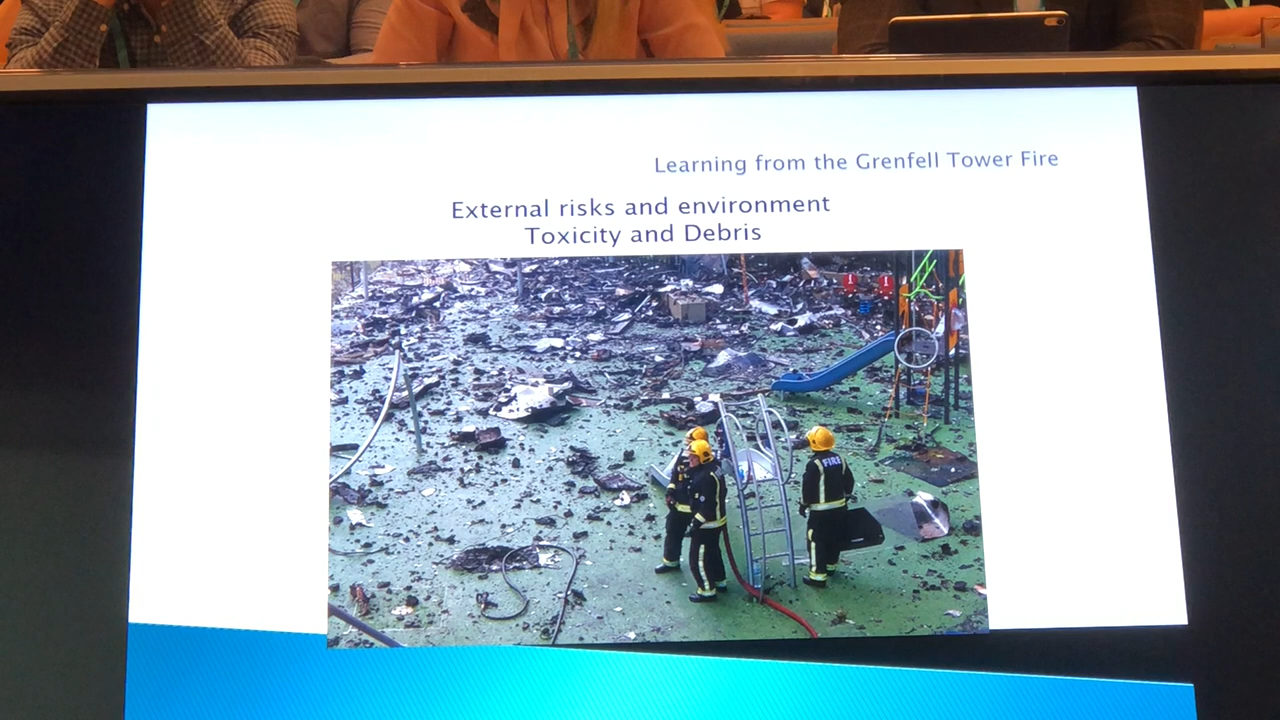 Learning from the Grenfell Tower Fire
External risks and environment
Toxicity and Debris
FIRE